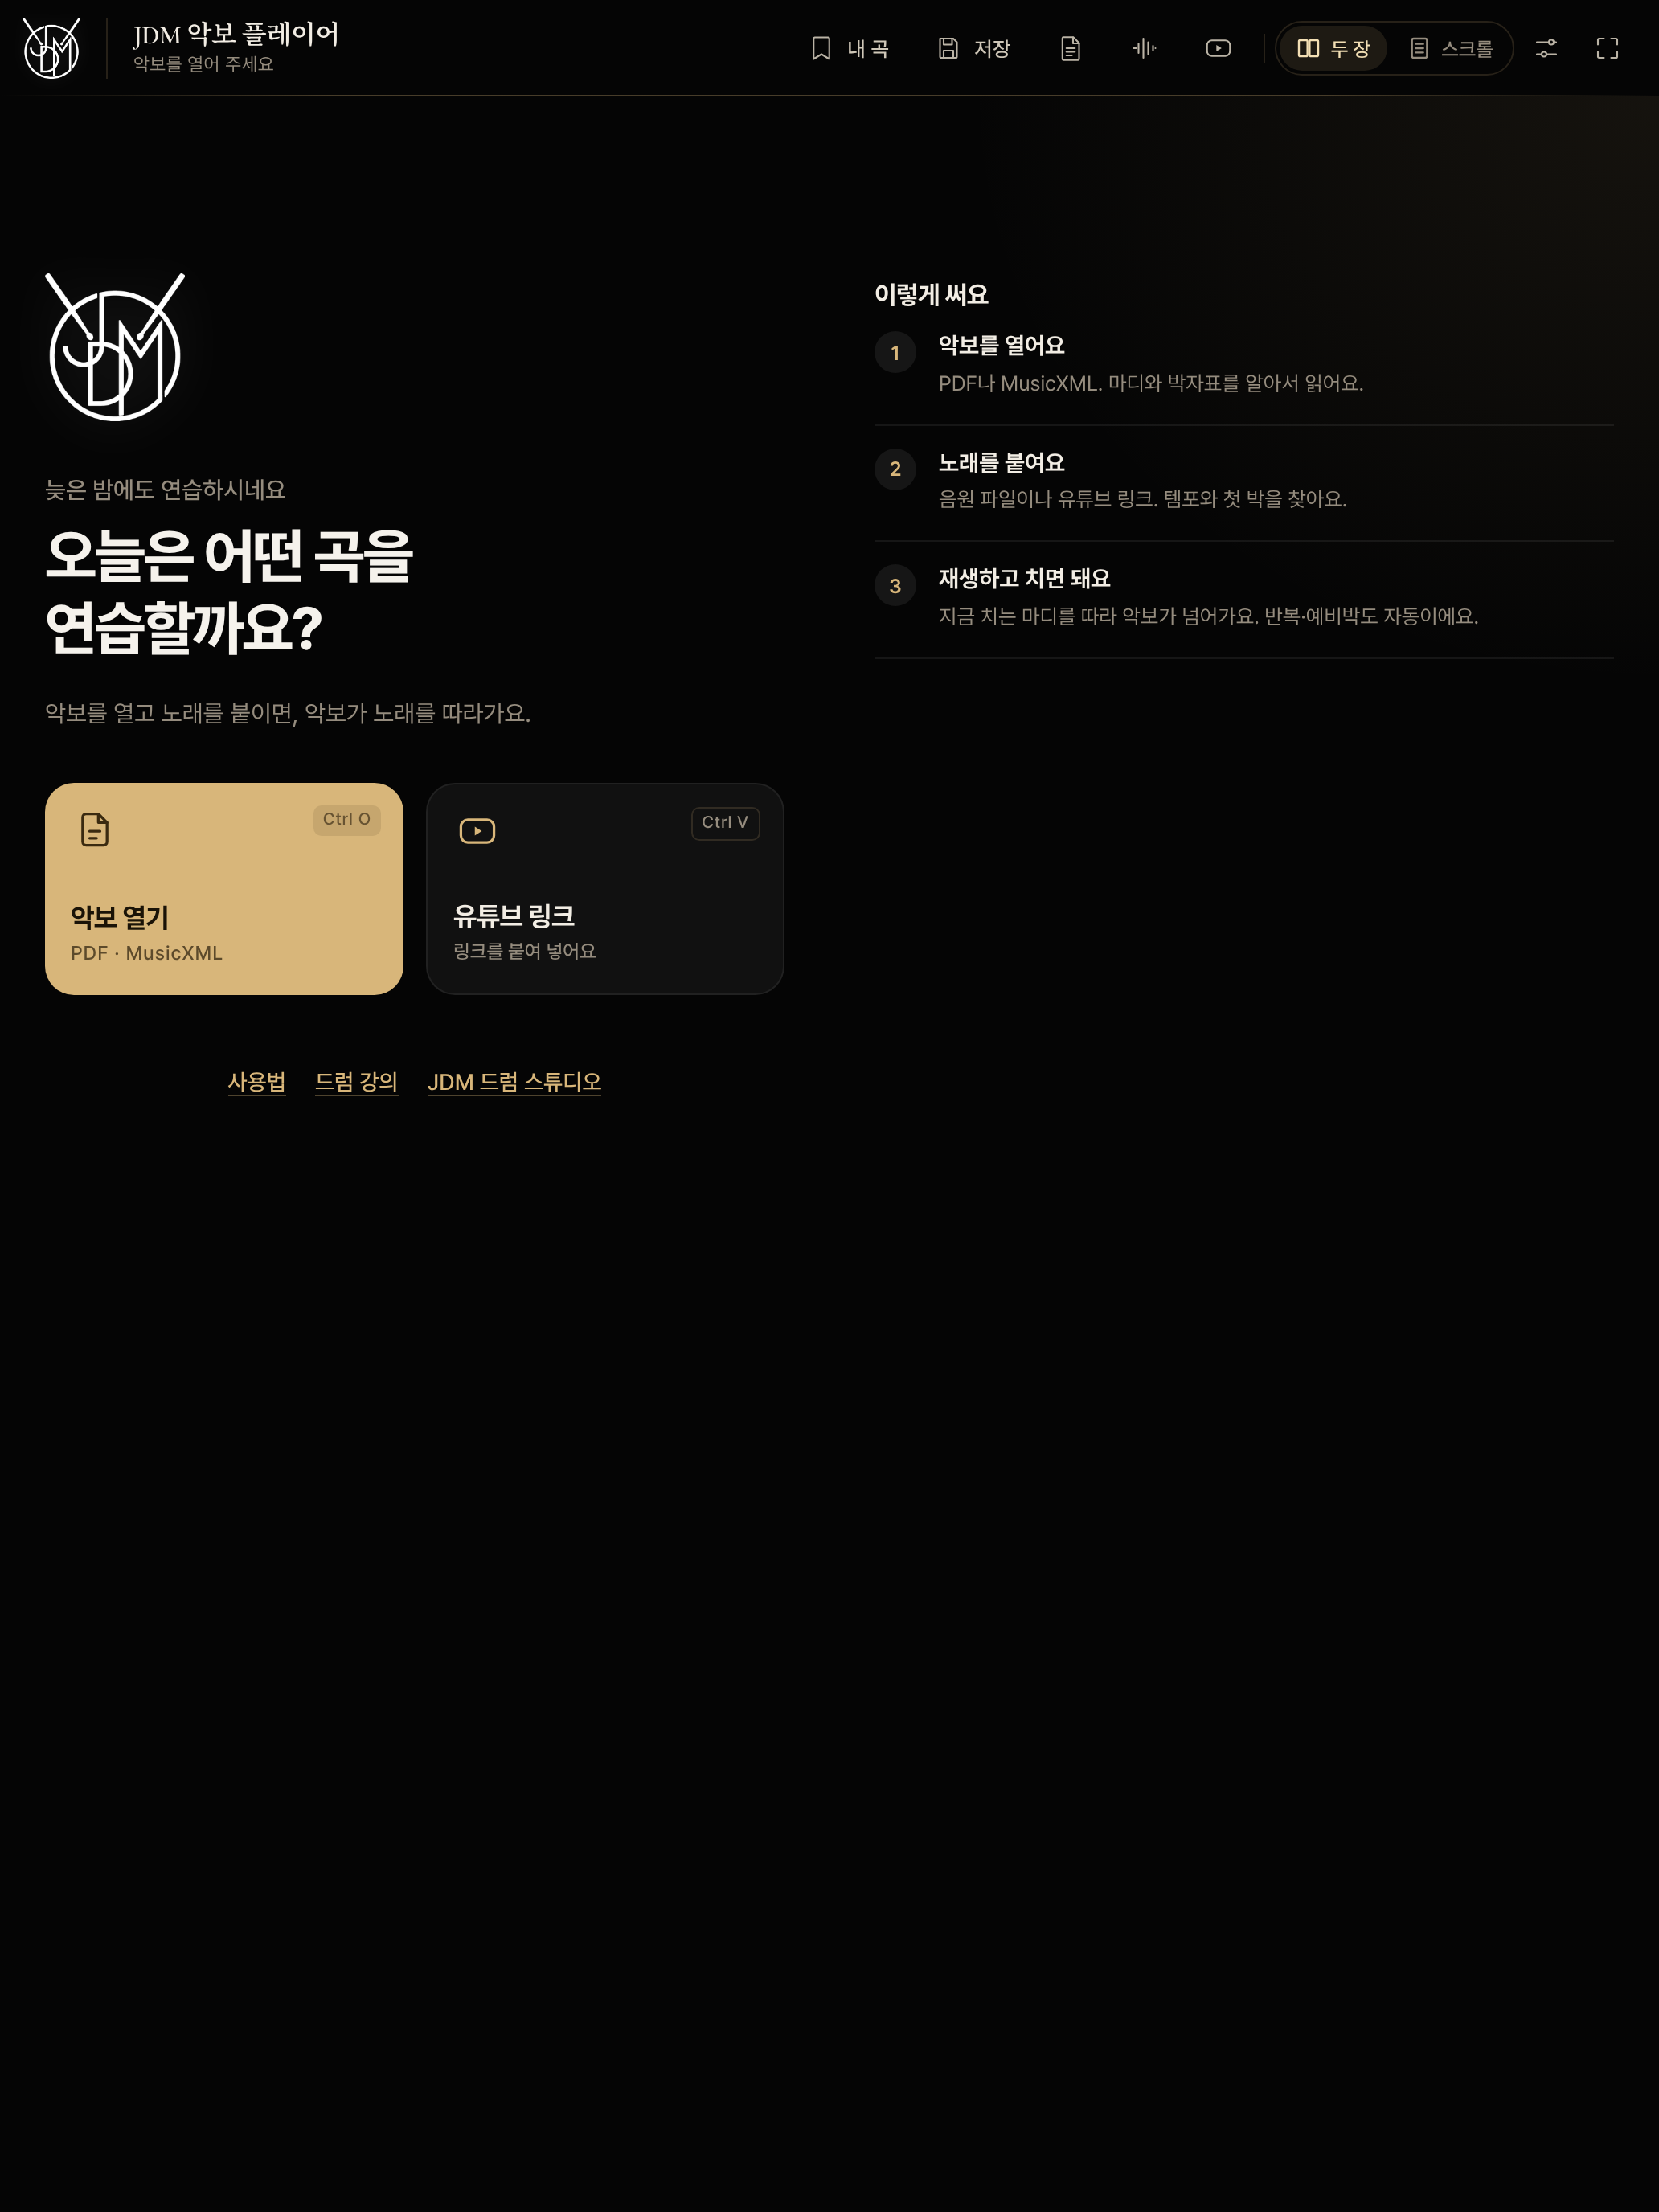 JDM
JDM 악보 플레이어
악보를 열어 주세요
내 곡
저장
두 장
스크롤
JDM
늦은 밤에도 연습하시네요
오늘은 어떤 곡을
연습할까요?
악보를 열고 노래를 붙이면, 악보가 노래를 따라가요.
Ctrl O
악보 열기
PDF · MusicXML
Ctrl V
유튜브 링크
링크를 붙여 넣어요
사용법 드럼 강의 JDM 드럼 스튜디오
이렇게 써요
1
악보를 열어요
PDF나 MusicXML. 마디와 박자표를 알아서 읽어요.
2
노래를 붙여요
음원 파일이나 유튜브 링크. 템포와 첫 박을 찾아요.
3
재생하고 치면 돼요
지금 치는 마디를 따라 악보가 넘어가요. 반복·예비박도 자동이에요.